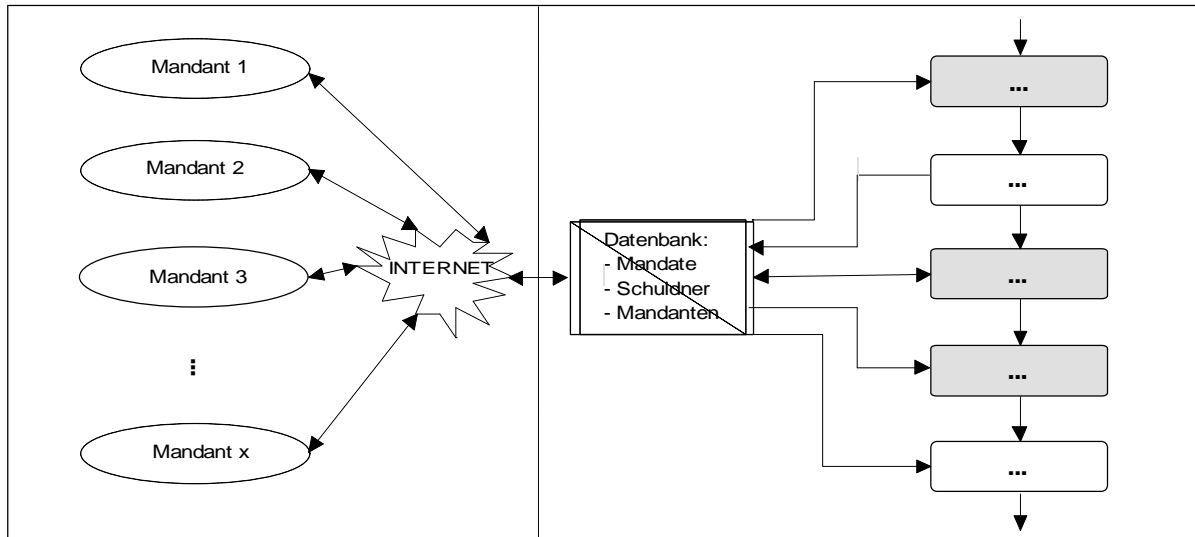 Mandant 1
Mandant 2
Mandant 3
...
Mandant x
INTERNET
Datenbank:
- Mandate
- Schuldner
- Mandanten
...
...
...
...
...